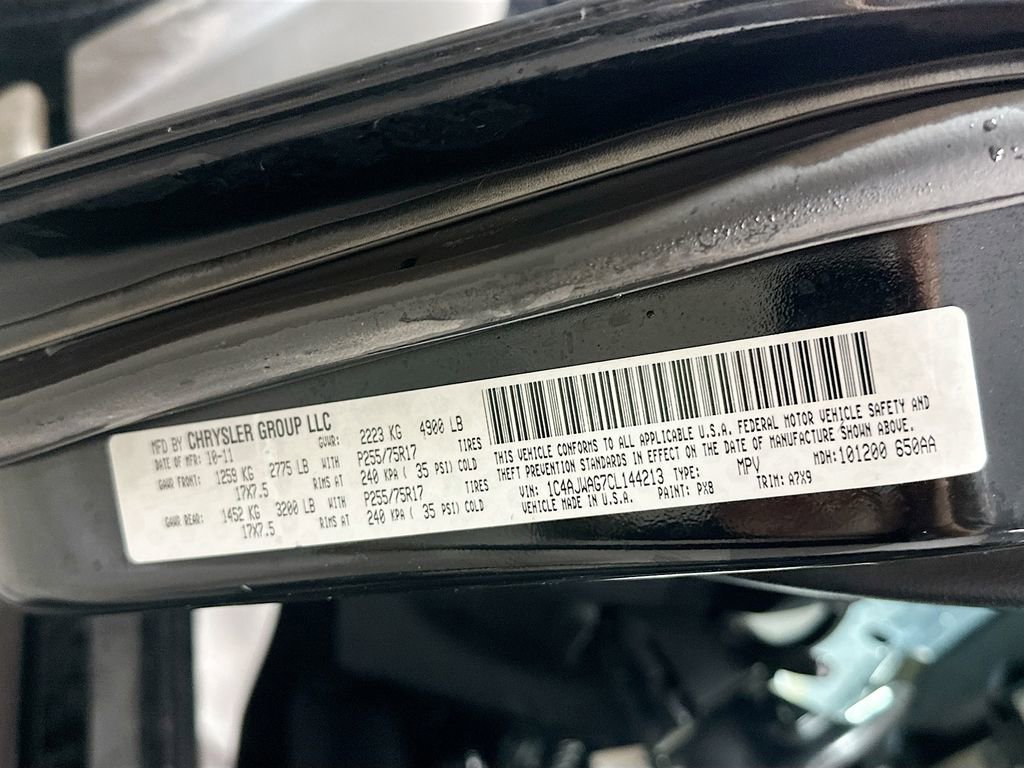 MFD BY CHRYSLER GROUP LLC
DATE OF MFR: 10-11 GVWR: 2223 KG 4900 LB
GAWR FRONT: 1259 KG 2775 LB WITH P255/75R17 TIRES
17X7.5 RIMS AT 240 KPA ( 35 PSI) COLD
GAWR REAR: 1452 KG 3200 LB WITH P255/75R17 TIRES
17X7.5 RIMS AT 240 KPA ( 35 PSI) COLD
THIS VEHICLE CONFORMS TO ALL APPLICABLE U.S.A. FEDERAL MOTOR VEHICLE SAFETY AND
THEFT PREVENTION STANDARDS IN EFFECT ON THE DATE OF MANUFACTURE SHOWN ABOVE.
VIN: 1C4AJWAG7CL144213 TYPE: MPV MDH: 101200 650AA
VEHICLE MADE IN U.S.A. PAINT: PX8 TRIM: A7X9